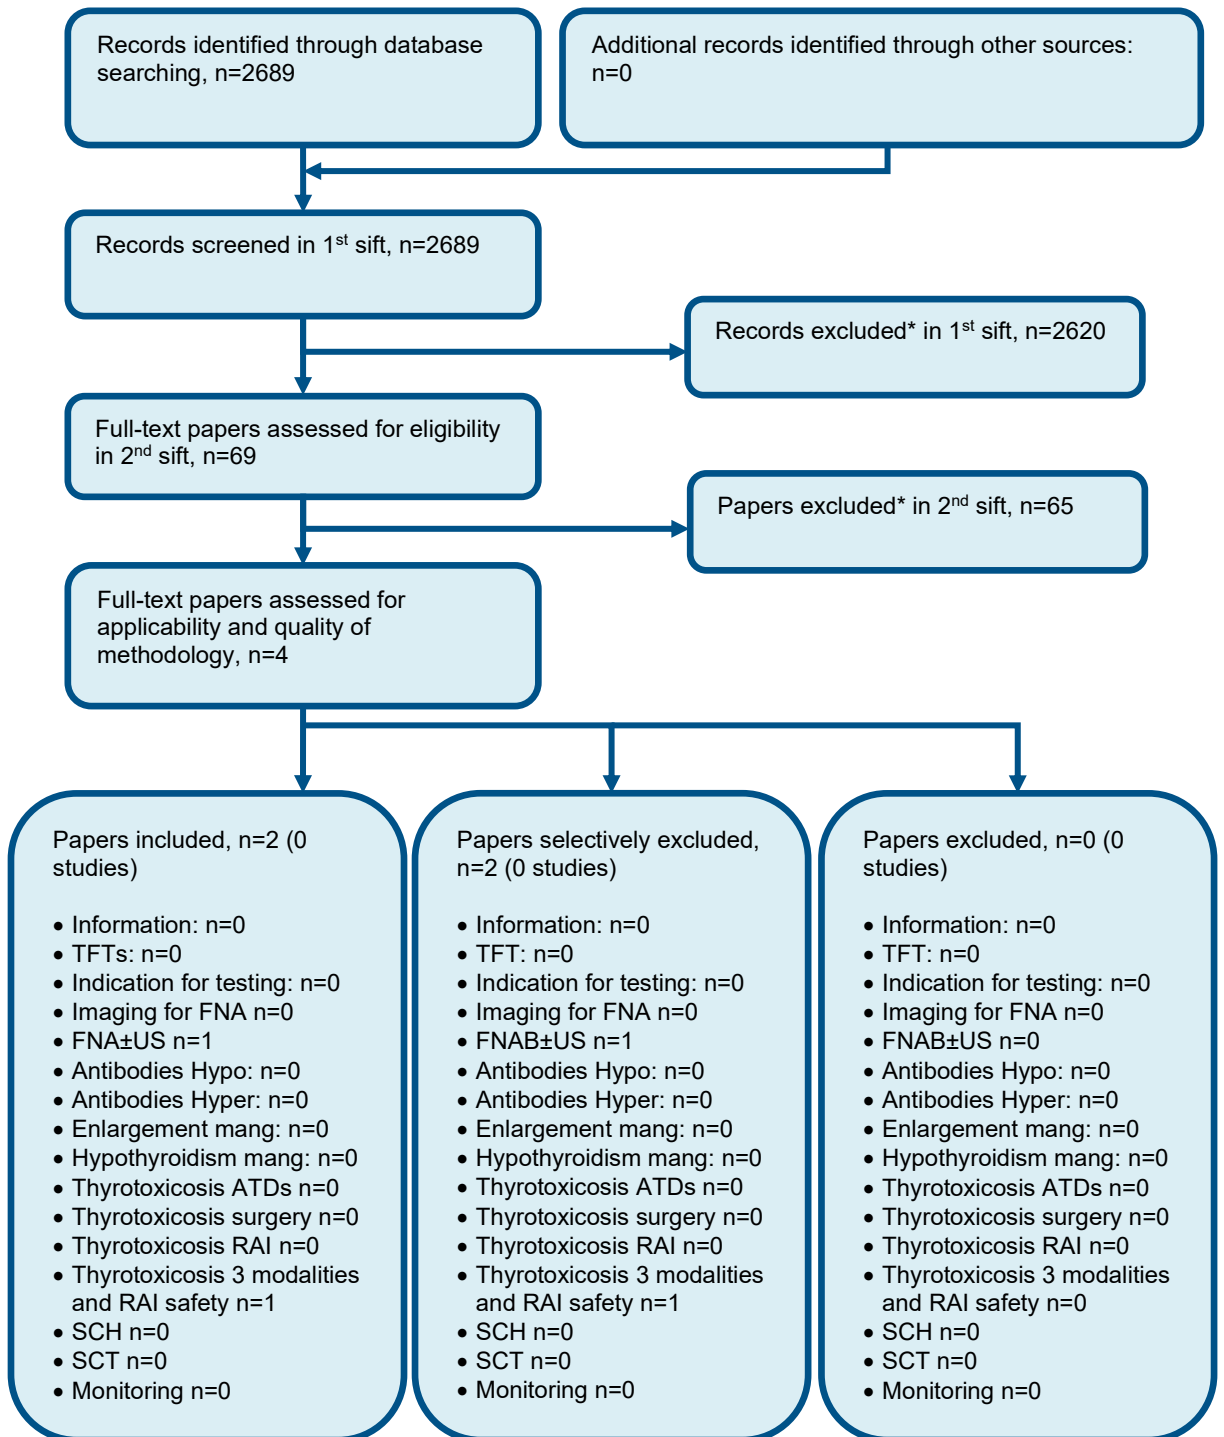 Records identified through database
searching, n=2689
Additional records identified through other sources:
n=0
Records screened in 1st sift, n=2689
Records excluded* in 1st sift, n=2620
Full-text papers assessed for eligibility
in 2nd sift, n=69
Papers excluded* in 2nd sift, n=65
Full-text papers assessed for
applicability and quality of
methodology, n=4
Papers included, n=2 (0
studies)
• Information: n=0
• TFTs: n=0
• Indication for testing: n=0
• Imaging for FNA n=0
• FNA±US n=1
• Antibodies Hypo: n=0
• Antibodies Hyper: n=0
• Enlargement mang: n=0
• Hypothyroidism mang: n=0
• Thyrotoxicosis ATDs n=0
• Thyrotoxicosis surgery n=0
• Thyrotoxicosis RAI n=0
• Thyrotoxicosis 3 modalities
and RAI safety n=1
• SCH n=0
• SCT n=0
• Monitoring n=0
Papers selectively excluded,
n=2 (0 studies)
• Information: n=0
• TFT: n=0
• Indication for testing: n=0
• Imaging for FNA n=0
• FNAB±US n=1
• Antibodies Hypo: n=0
• Antibodies Hyper: n=0
• Enlargement mang: n=0
• Hypothyroidism mang: n=0
• Thyrotoxicosis ATDs n=0
• Thyrotoxicosis surgery n=0
• Thyrotoxicosis RAI n=0
• Thyrotoxicosis 3 modalities
and RAI safety n=1
• SCH n=0
• SCT n=0
• Monitoring n=0
Papers excluded, n=0 (0
studies)
• Information: n=0
• TFT: n=0
• Indication for testing: n=0
• Imaging for FNA n=0
• FNAB±US n=0
• Antibodies Hypo: n=0
• Antibodies Hyper: n=0
• Enlargement mang: n=0
• Hypothyroidism mang: n=0
• Thyrotoxicosis ATDs n=0
• Thyrotoxicosis surgery n=0
• Thyrotoxicosis RAI n=0
• Thyrotoxicosis 3 modalities
and RAI safety n=0
• SCH n=0
• SCT n=0
• Monitoring n=0